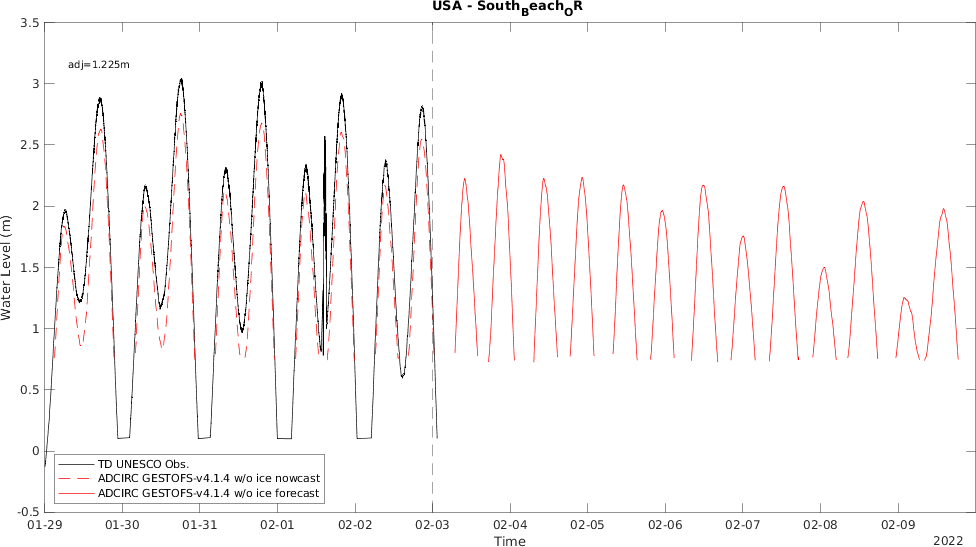 USA - South_Beach_OR
3.5
adj=1.225m
3
2.5
2
1.5
1
0.5
0
-0.5
Water Level (m)
TD UNESCO Obs.
ADCIRC GESTOFS-v4.1.4 w/o ice nowcast
ADCIRC GESTOFS-v4.1.4 w/o ice forecast
01-29 01-30 01-31 02-01 02-02 02-03 02-04 02-05 02-06 02-07 02-08 02-09
Time
2022